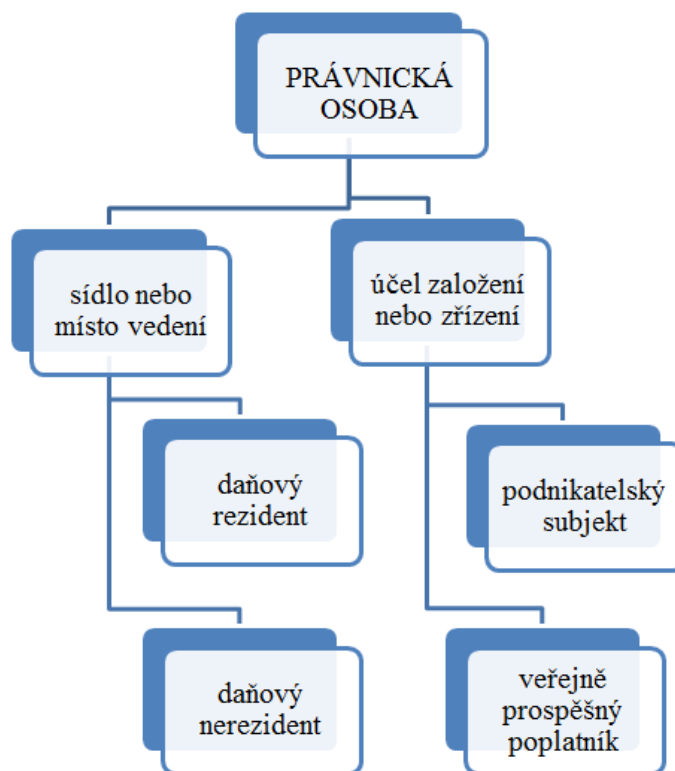 PRÁVNICKÁ
OSOBA
sídlo nebo
místo vedení
účel založení
nebo zřízení
daňový
rezident
podnikatelský
subjekt
daňový
nerezident
veřejně
prospěšný
poplatník